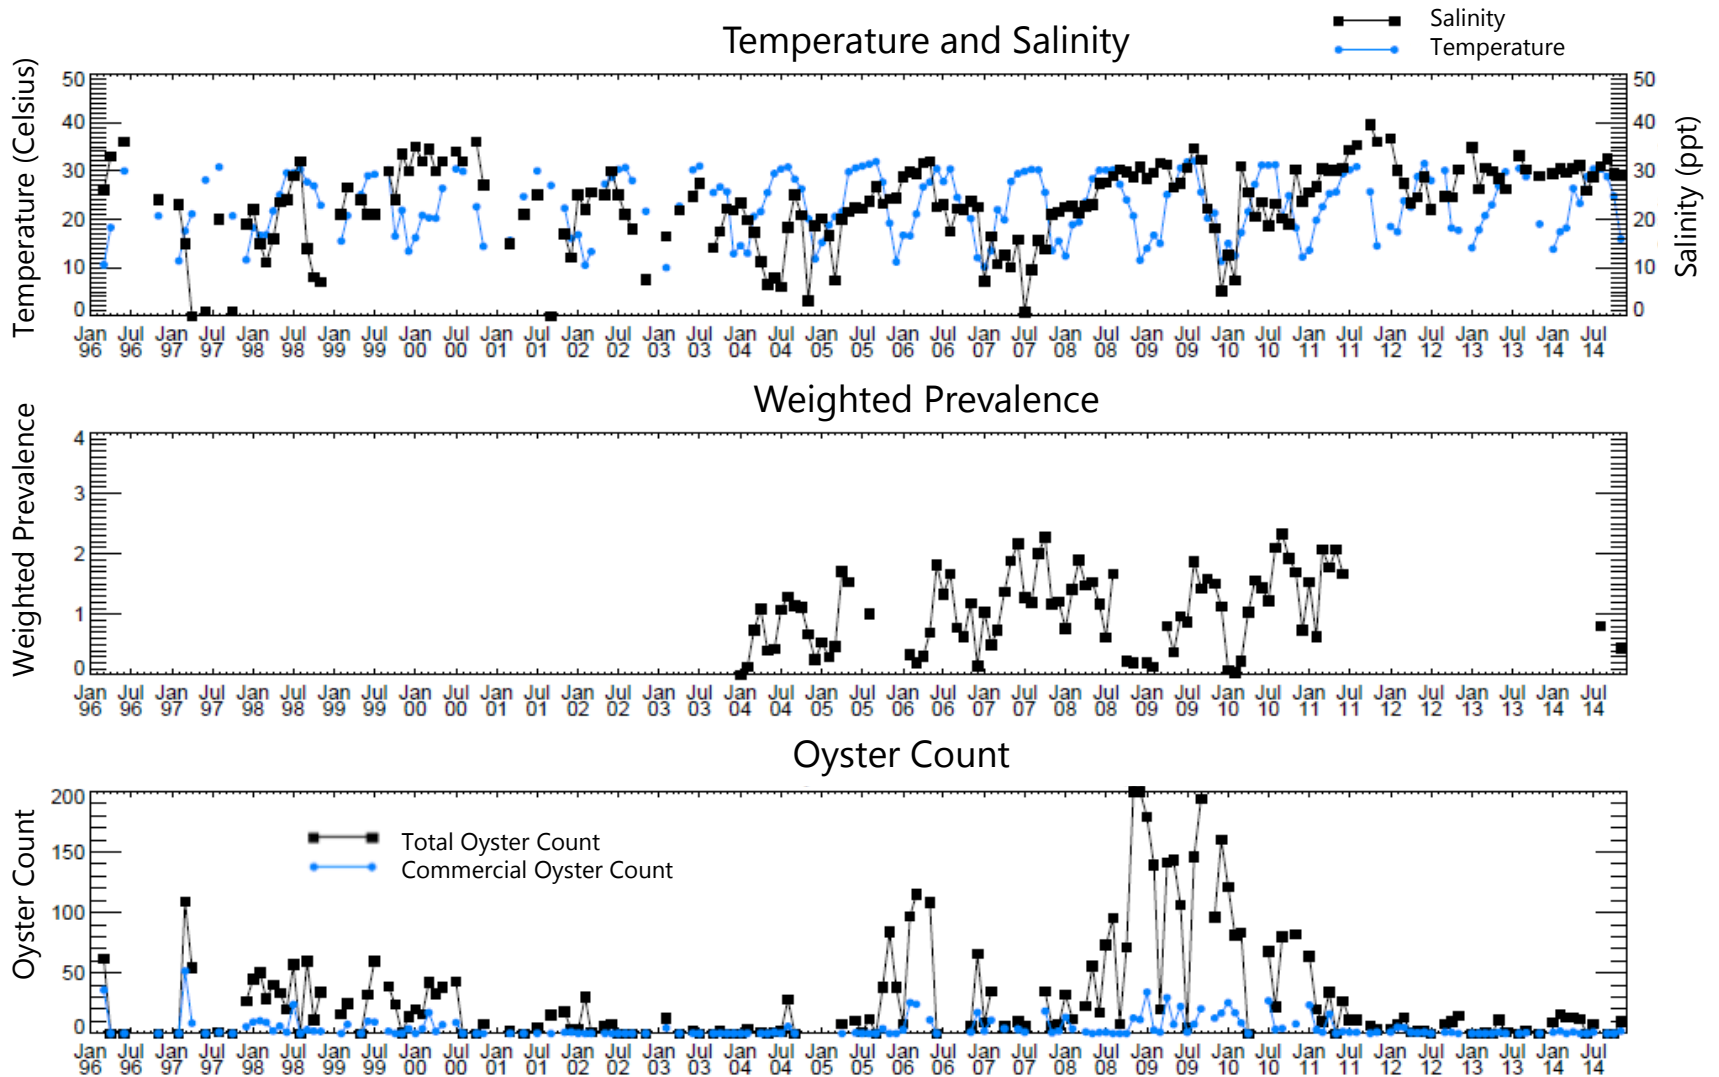 Temperature and Salinity
Salinity
Temperature
Temperature (Celsius)
50
40
30
20
10
0
50
40
30
20
10
0
Salinity (ppt)
Jan Jul Jan Jul Jan Jul Jan Jul Jan Jul Jan Jul Jan Jul Jan Jul Jan Jul Jan Jul Jan Jul Jan Jul Jan Jul Jan Jul Jan Jul Jan Jul Jan Jul Jan Jul Jan Jul
96 96 97 97 98 98 99 99 00 00 01 01 02 02 03 03 04 04 05 05 06 06 07 07 08 08 09 09 10 10 11 11 12 12 13 13 14 14
Weighted Prevalence
Weighted Prevalence
4
3
2
1
0
Jan Jul Jan Jul Jan Jul Jan Jul Jan Jul Jan Jul Jan Jul Jan Jul Jan Jul Jan Jul Jan Jul Jan Jul Jan Jul Jan Jul Jan Jul Jan Jul Jan Jul Jan Jul Jan Jul
96 96 97 97 98 98 99 99 00 00 01 01 02 02 03 03 04 04 05 05 06 06 07 07 08 08 09 09 10 10 11 11 12 12 13 13 14 14
Oyster Count
Oyster Count
200
150
100
50
0
Total Oyster Count
Commercial Oyster Count
Jan Jul Jan Jul Jan Jul Jan Jul Jan Jul Jan Jul Jan Jul Jan Jul Jan Jul Jan Jul Jan Jul Jan Jul Jan Jul Jan Jul Jan Jul Jan Jul Jan Jul Jan Jul Jan Jul
96 96 97 97 98 98 99 99 00 00 01 01 02 02 03 03 04 04 05 05 06 06 07 07 08 08 09 09 10 10 11 11 12 12 13 13 14 14